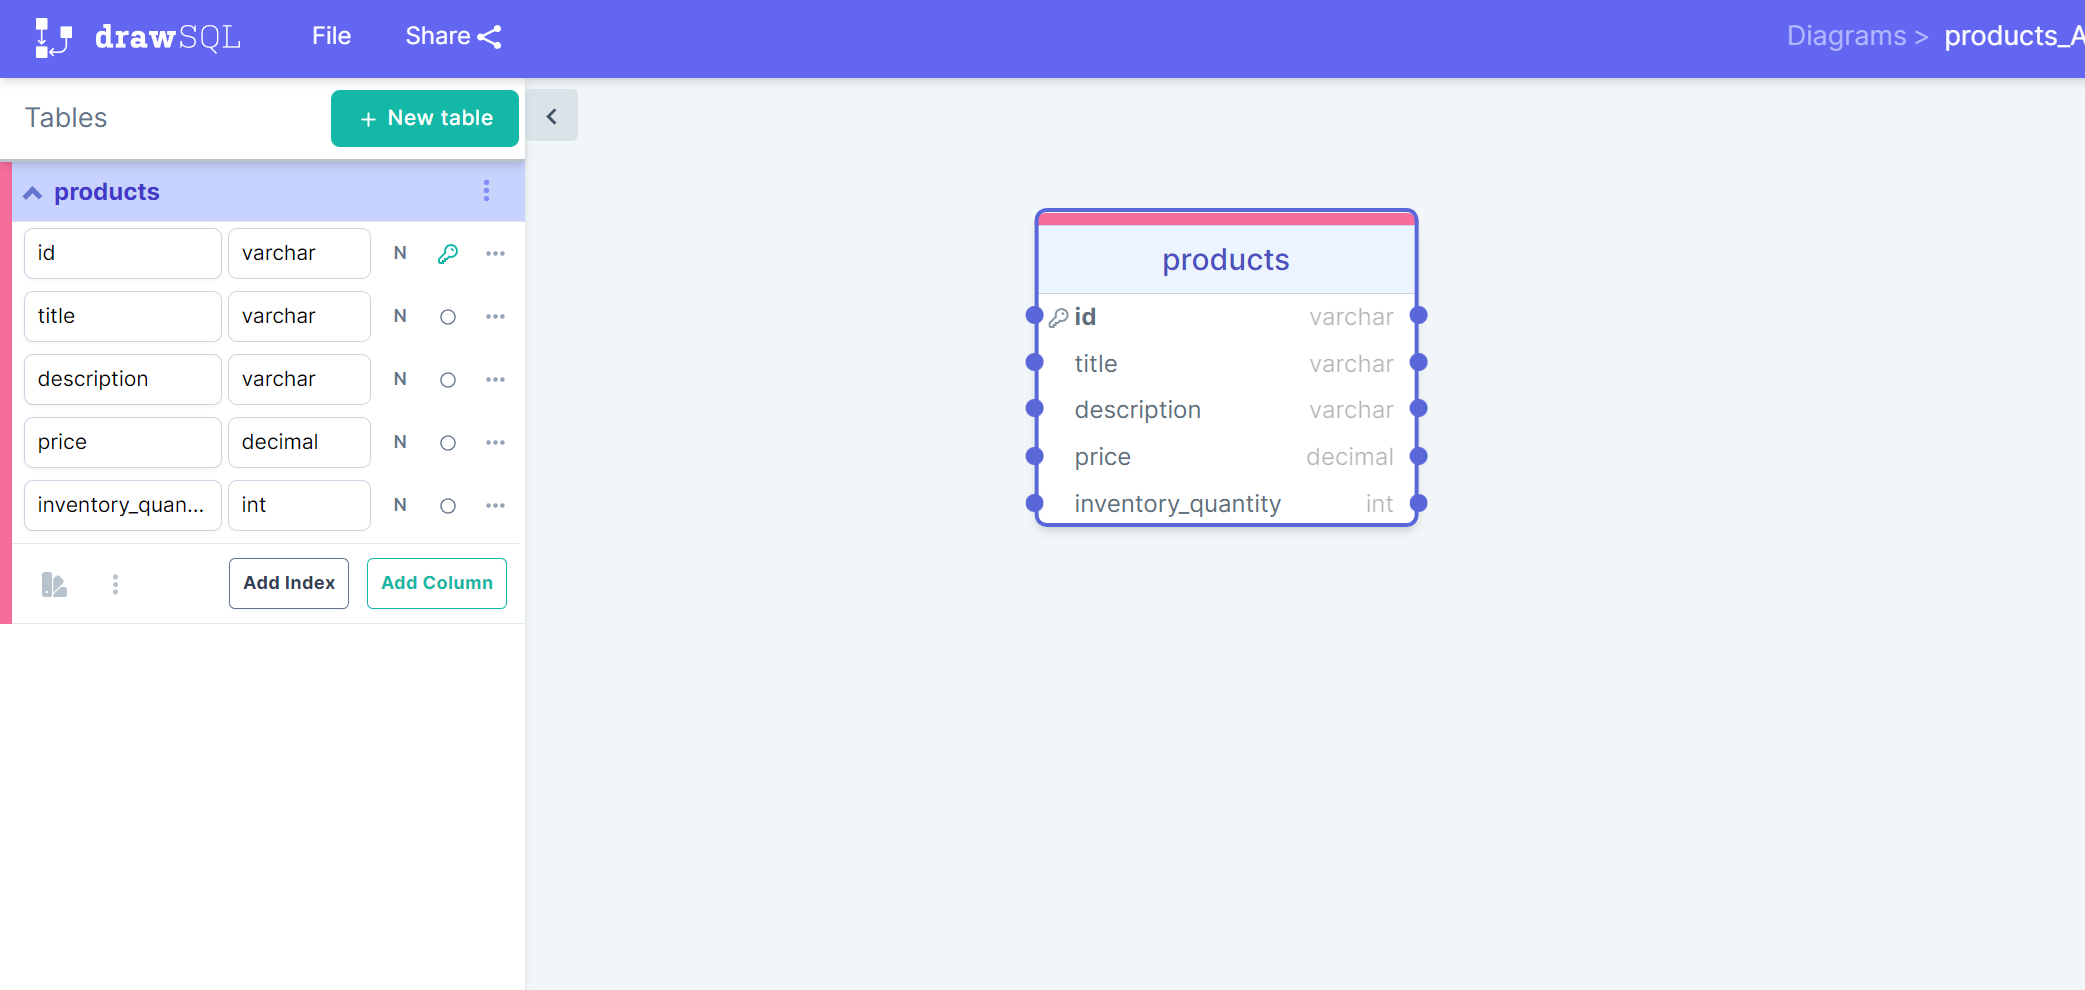 drawSQL File Share Diagrams > products_A
Tables + New table
products
id varchar N
title varchar N
description varchar N
price decimal N
inventory_quan... int N
Add Index Add Column
products
id varchar
title varchar
description varchar
price decimal
inventory_quantity int